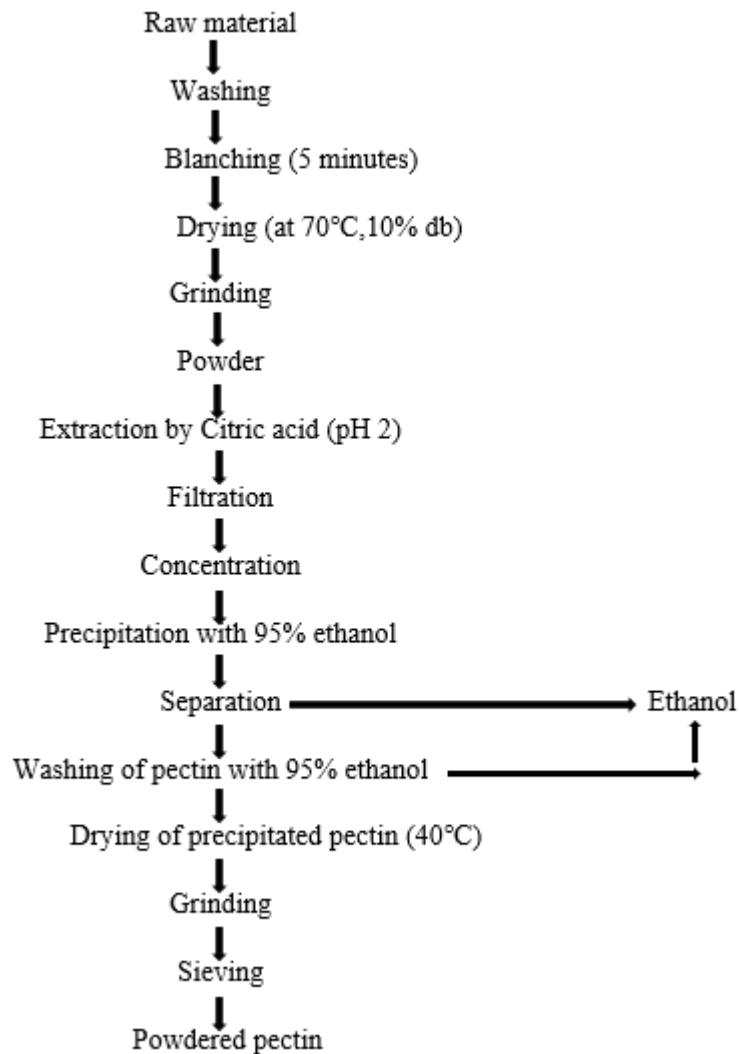 Raw material
Washing
Blanching (5 minutes)
Drying (at 70°C,10% db)
Grinding
Powder
Extraction by Citric acid (pH 2)
Filtration
Concentration
Precipitation with 95% ethanol
Separation
Ethanol
Washing of pectin with 95% ethanol
Drying of precipitated pectin (40°C)
Grinding
Sieving
Powdered pectin